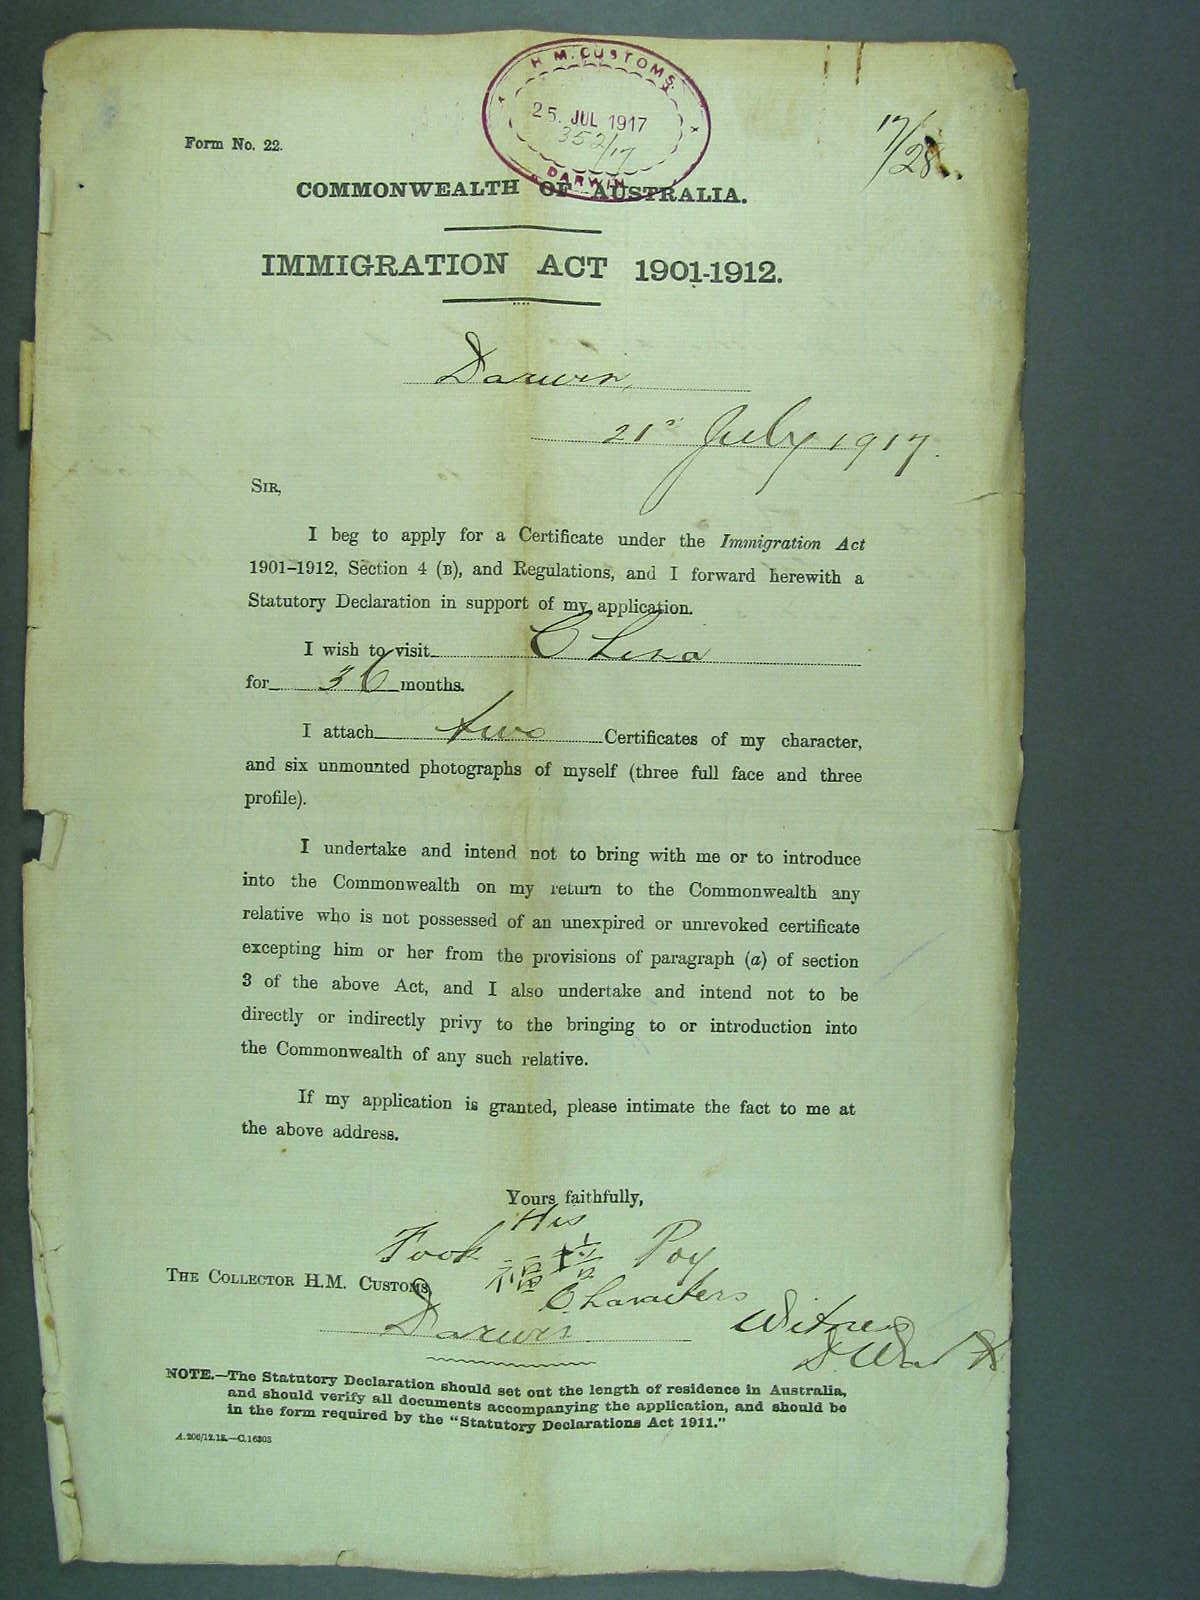 H.M. CUSTOMS.
25. JUL 1917
352/17
DARWIN
17/28.
Form No. 22.
COMMONWEALTH OF AUSTRALIA.
IMMIGRATION ACT 1901-1912.
Darwin,
21st July 1917.
SIR,
I beg to apply for a Certificate under the Immigration Act
1901–1912, Section 4 (B), and Regulations, and I forward herewith a
Statutory Declaration in support of my application.
I wish to visit China
for 36 months.
I attach two Certificates of my character,
and six unmounted photographs of myself (three full face and three
profile).
I undertake and intend not to bring with me or to introduce
into the Commonwealth on my return to the Commonwealth any
relative who is not possessed of an unexpired or unrevoked certificate
excepting him or her from the provisions of paragraph (a) of section
3 of the above Act, and I also undertake and intend not to be
directly or indirectly privy to the bringing to or introduction into
the Commonwealth of any such relative.
If my application is granted, please intimate the fact to me at
the above address.
Yours faithfully,
His
Fook 福培 Poy
Characters
THE COLLECTOR H.M. CUSTOMS,
Darwin
Witness
NOTE.—The Statutory Declaration should set out the length of residence in Australia,
and should verify all documents accompanying the application, and should be
in the form required by the "Statutory Declarations Act 1911."
A.206/12.12.—C.16303